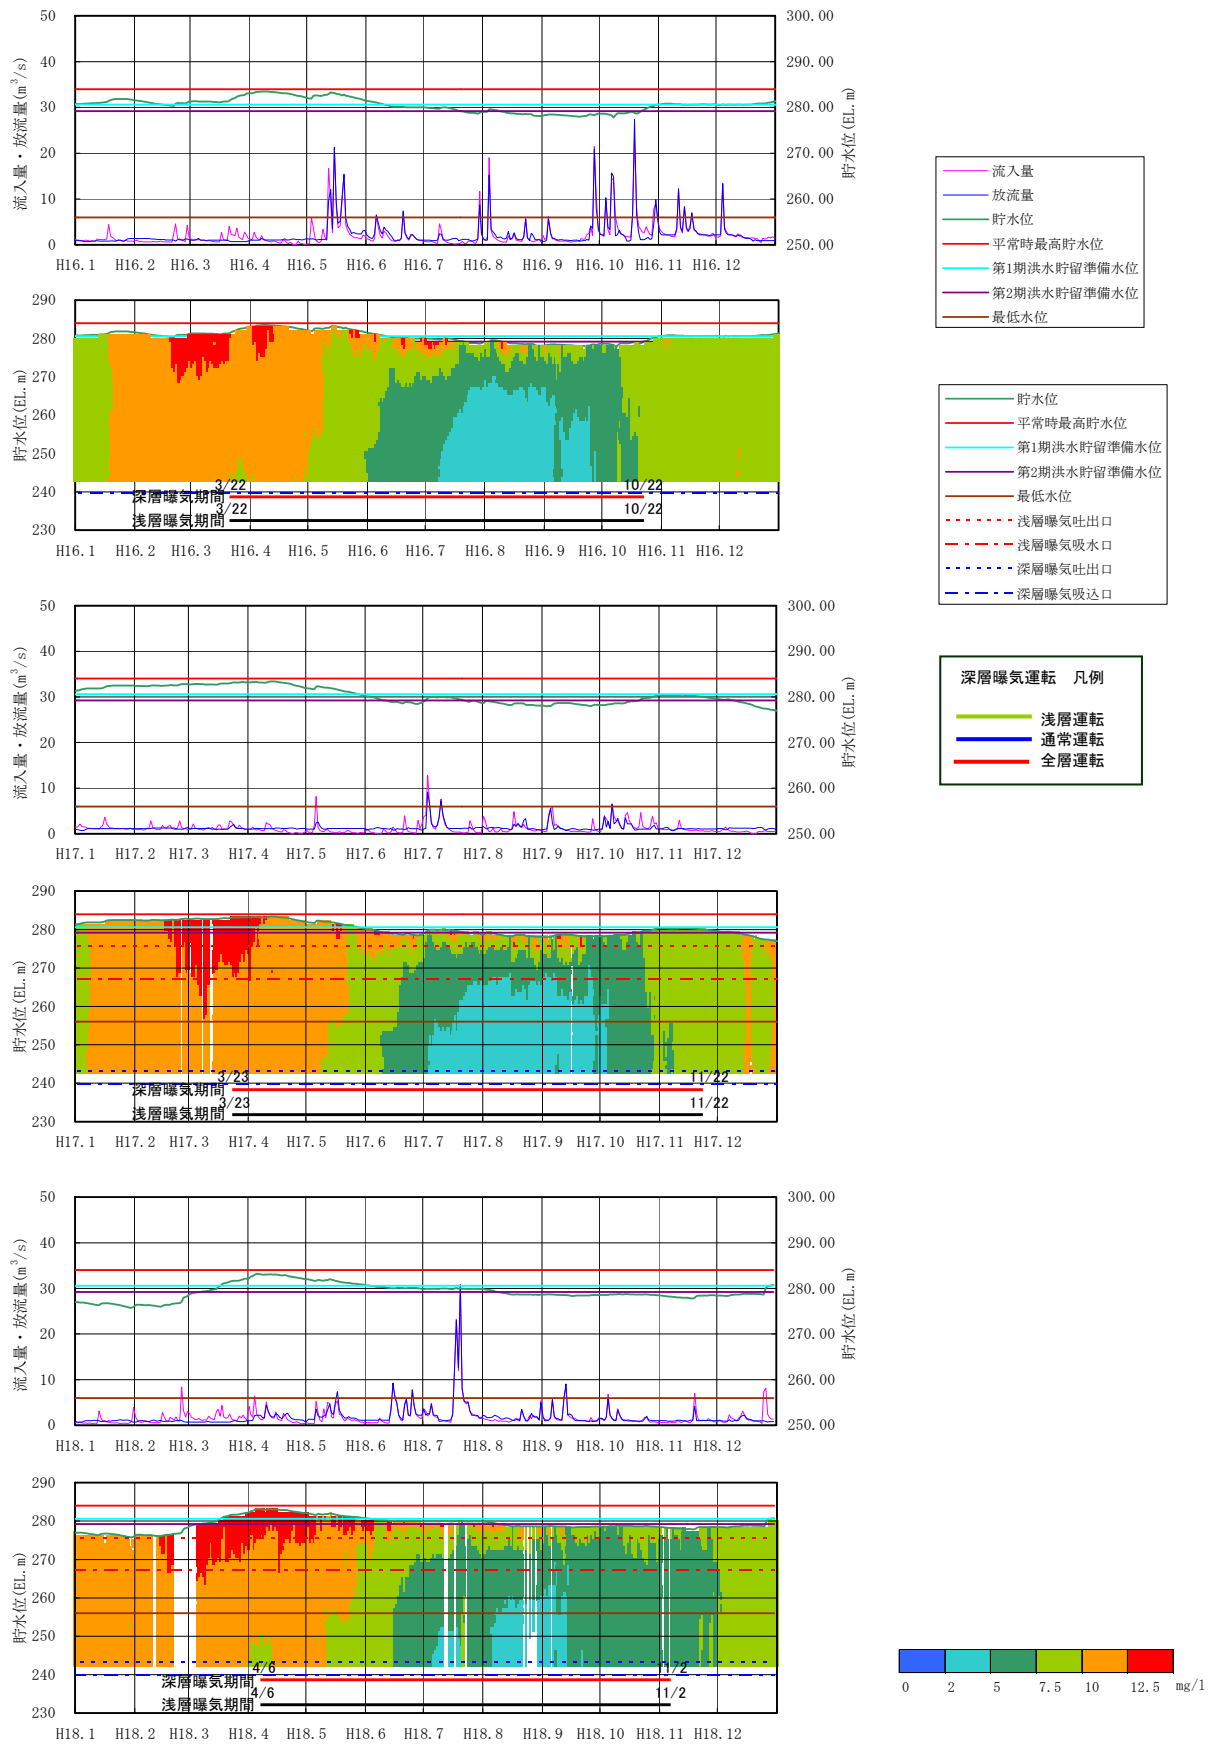 50
40
30
20
10
0
流入量・放流量(m³/s)
300.00
290.00
280.00
270.00
260.00
250.00
貯水位(EL.m)
H16.1 H16.2 H16.3 H16.4 H16.5 H16.6 H16.7 H16.8 H16.9 H16.10 H16.11 H16.12
流入量
放流量
貯水位
平常時最高貯水位
第1期洪水貯留準備水位
第2期洪水貯留準備水位
最低水位
290
280
270
260
250
240
230
貯水位(EL.m)
3/22 10/22
深層曝気期間
3/22 10/22
浅層曝気期間
H16.1 H16.2 H16.3 H16.4 H16.5 H16.6 H16.7 H16.8 H16.9 H16.10 H16.11 H16.12
貯水位
平常時最高貯水位
第1期洪水貯留準備水位
第2期洪水貯留準備水位
最低水位
浅層曝気吐出口
浅層曝気吸水口
深層曝気吐出口
深層曝気吸込口
50
40
30
20
10
0
流入量・放流量(m³/s)
300.00
290.00
280.00
270.00
260.00
250.00
貯水位(EL.m)
H17.1 H17.2 H17.3 H17.4 H17.5 H17.6 H17.7 H17.8 H17.9 H17.10 H17.11 H17.12
深層曝気運転 凡例
浅層運転
通常運転
全層運転
290
280
270
260
250
240
230
貯水位(EL.m)
3/23 11/22
深層曝気期間
3/23 11/22
浅層曝気期間
H17.1 H17.2 H17.3 H17.4 H17.5 H17.6 H17.7 H17.8 H17.9 H17.10 H17.11 H17.12
50
40
30
20
10
0
流入量・放流量(m³/s)
300.00
290.00
280.00
270.00
260.00
250.00
貯水位(EL.m)
H18.1 H18.2 H18.3 H18.4 H18.5 H18.6 H18.7 H18.8 H18.9 H18.10 H18.11 H18.12
290
280
270
260
250
240
230
貯水位(EL.m)
4/6 11/2
深層曝気期間
4/6 11/2
浅層曝気期間
H18.1 H18.2 H18.3 H18.4 H18.5 H18.6 H18.7 H18.8 H18.9 H18.10 H18.11 H18.12
0 2 5 7.5 10 12.5 mg/l